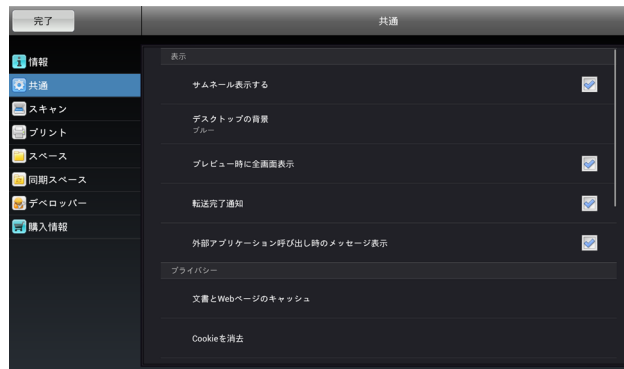 完了
共通
情報
共通
スキャン
プリント
スペース
同期スペース
デベロッパー
購入情報
表示
サムネール表示する
デスクトップの背景
ブルー
プレビュー時に全画面表示
転送完了通知
外部アプリケーション呼び出し時のメッセージ表示
プライバシー
文書とWebページのキャッシュ
Cookieを消去